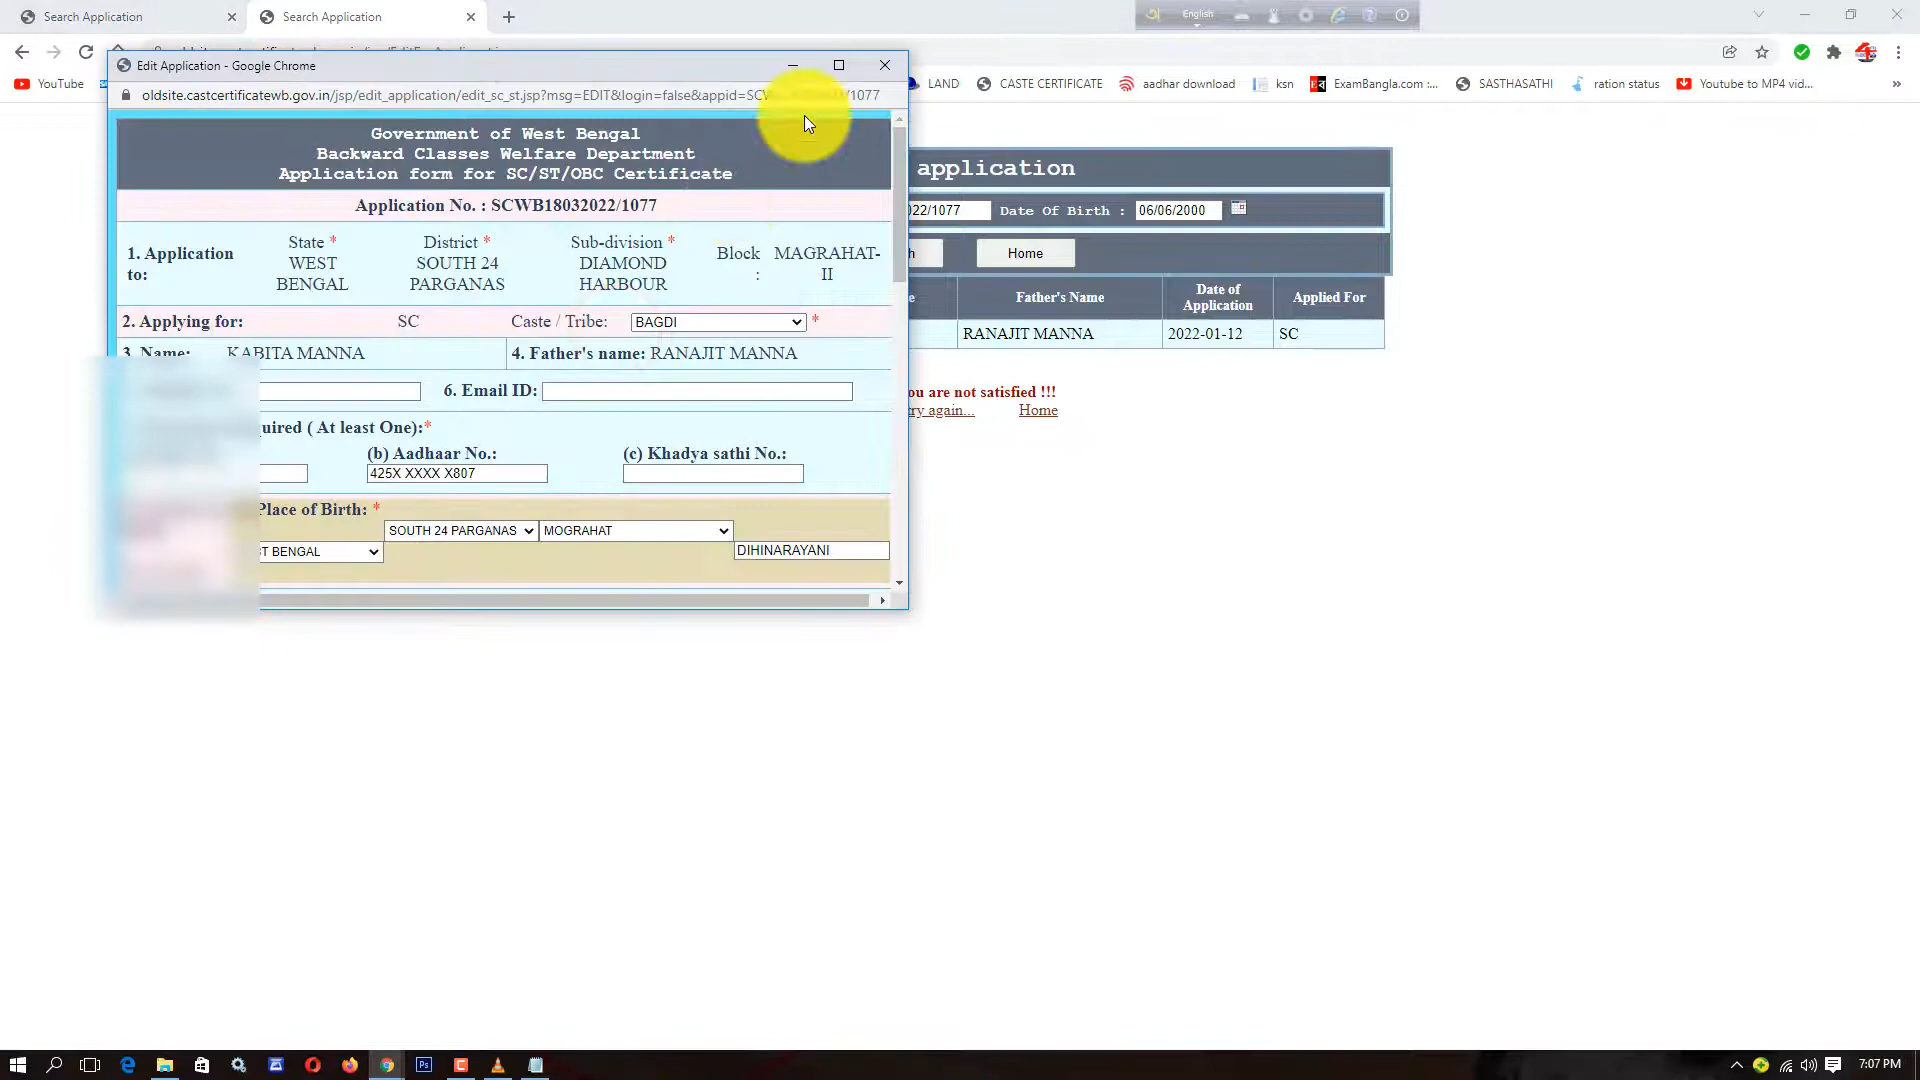 Search Application
Search Application
English
YouTube
LAND
CASTE CERTIFICATE
aadhar download
ksn
ExamBangla.com :...
SASTHASATHI
ration status
Youtube to MP4 vid...
»
Edit Application - Google Chrome
oldsite.castcertificatewb.gov.in/jsp/edit_application/edit_sc_st.jsp?msg=EDIT&login=false&appid=SCW
/1077
Government of West Bengal
Backward Classes Welfare Department
Application form for SC/ST/OBC Certificate
Application No. : SCWB18032022/1077
1. Application to:
State *
WEST BENGAL
District *
SOUTH 24 PARGANAS
Sub-division *
DIAMOND HARBOUR
Block :
MAGRAHAT-II
2. Applying for: SC Caste / Tribe: BAGDI *
3. Name: KABITA MANNA 4. Father's name: RANAJIT MANNA
6. Email ID:
uired ( At least One):*
(b) Aadhaar No.: (c) Khadya sathi No.:
425X XXXX X807
Place of Birth: *
SOUTH 24 PARGANAS MOGRAHAT
ST BENGAL DIHINARAYANI
application
022/1077 Date Of Birth : 06/06/2000
h Home
e Father's Name Date of Application Applied For
RANAJIT MANNA 2022-01-12 SC
you are not satisfied !!!
try again... Home
7:07 PM